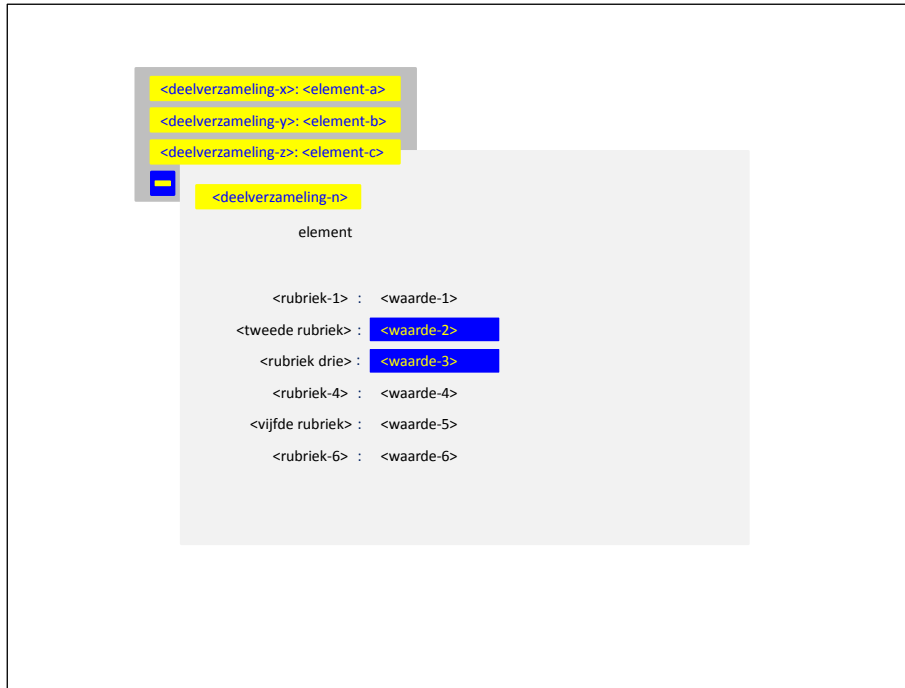 <deelverzameling-x>: <element-a>
<deelverzameling-y>: <element-b>
<deelverzameling-z>: <element-c>
<deelverzameling-n>
element
<rubriek-1> : <waarde-1>
<tweede rubriek> : <waarde-2>
<rubriek drie> : <waarde-3>
<rubriek-4> : <waarde-4>
<vijfde rubriek> : <waarde-5>
<rubriek-6> : <waarde-6>